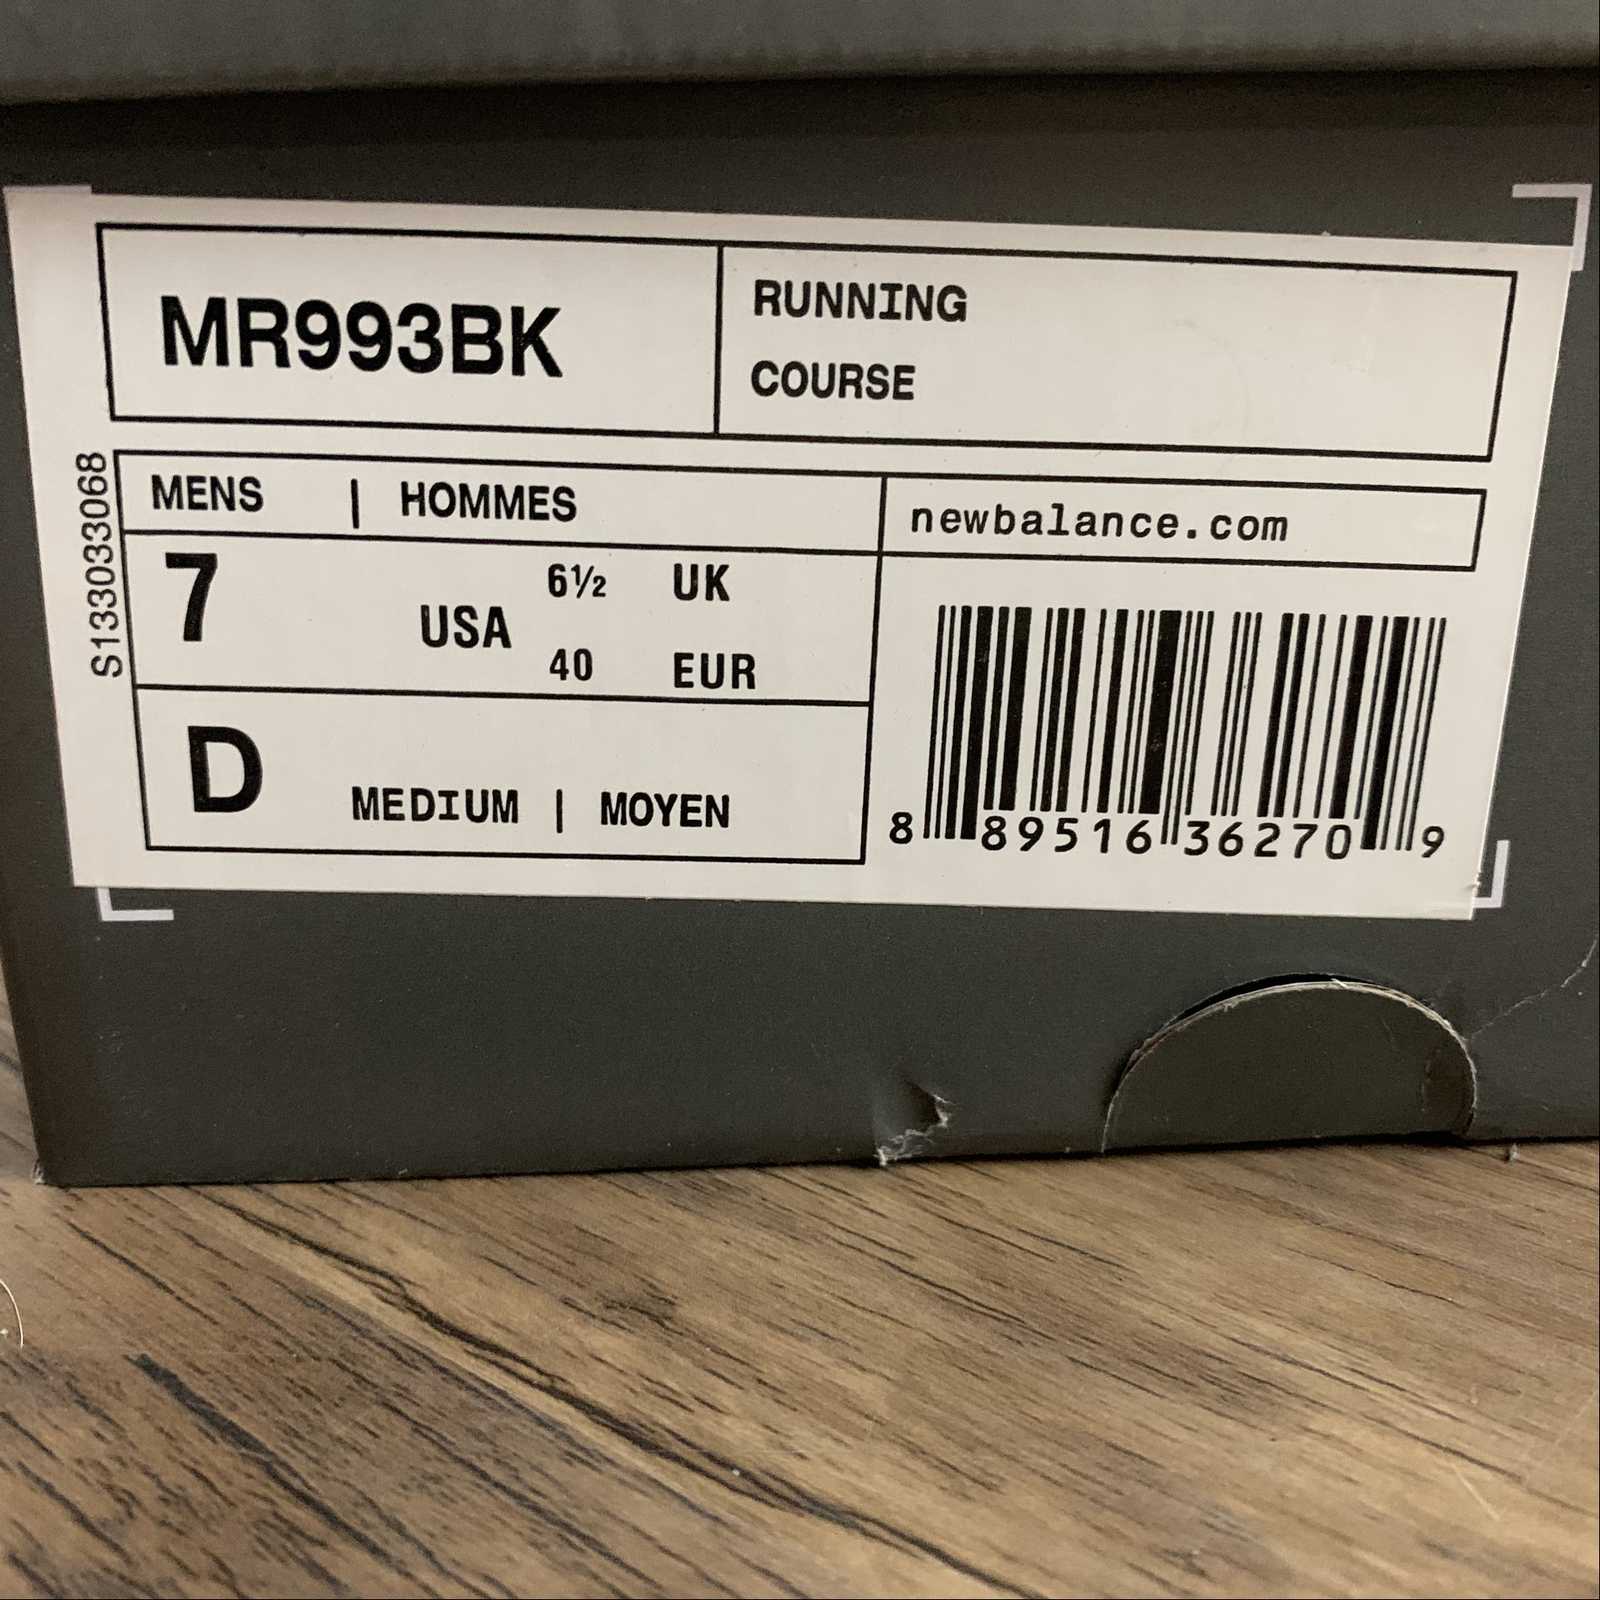 MR993BK
RUNNING
COURSE
S133033068
MENS | HOMMES
newbalance.com
7 USA
6½ UK
40 EUR
D MEDIUM | MOYEN
8 89516 36270 9